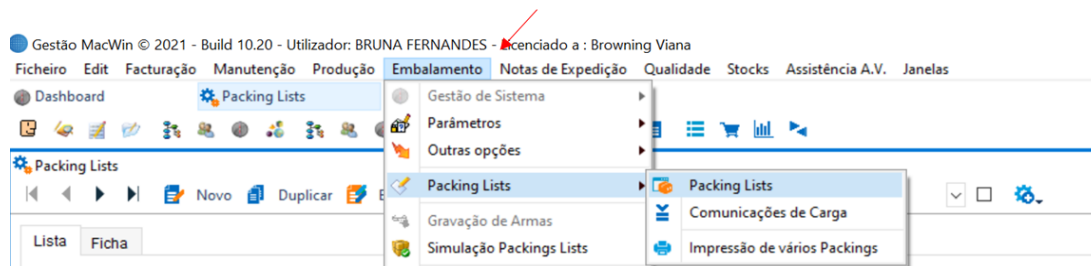 Gestão MacWin © 2021 - Build 10.20 - Utilizador: BRUNA FERNANDES - Licenciado a : Browning Viana
Ficheiro Edit Facturação Manutenção Produção Embalamento Notas de Expedição Qualidade Stocks Assistência A.V. Janelas
Dashboard Packing Lists
Gestão de Sistema
Parâmetros
Outras opções
Packing Lists
Packing Lists
Comunicações de Carga
Impressão de vários Packings
Gravação de Armas
Simulação Packings Lists
Packing Lists
Novo Duplicar
Lista Ficha